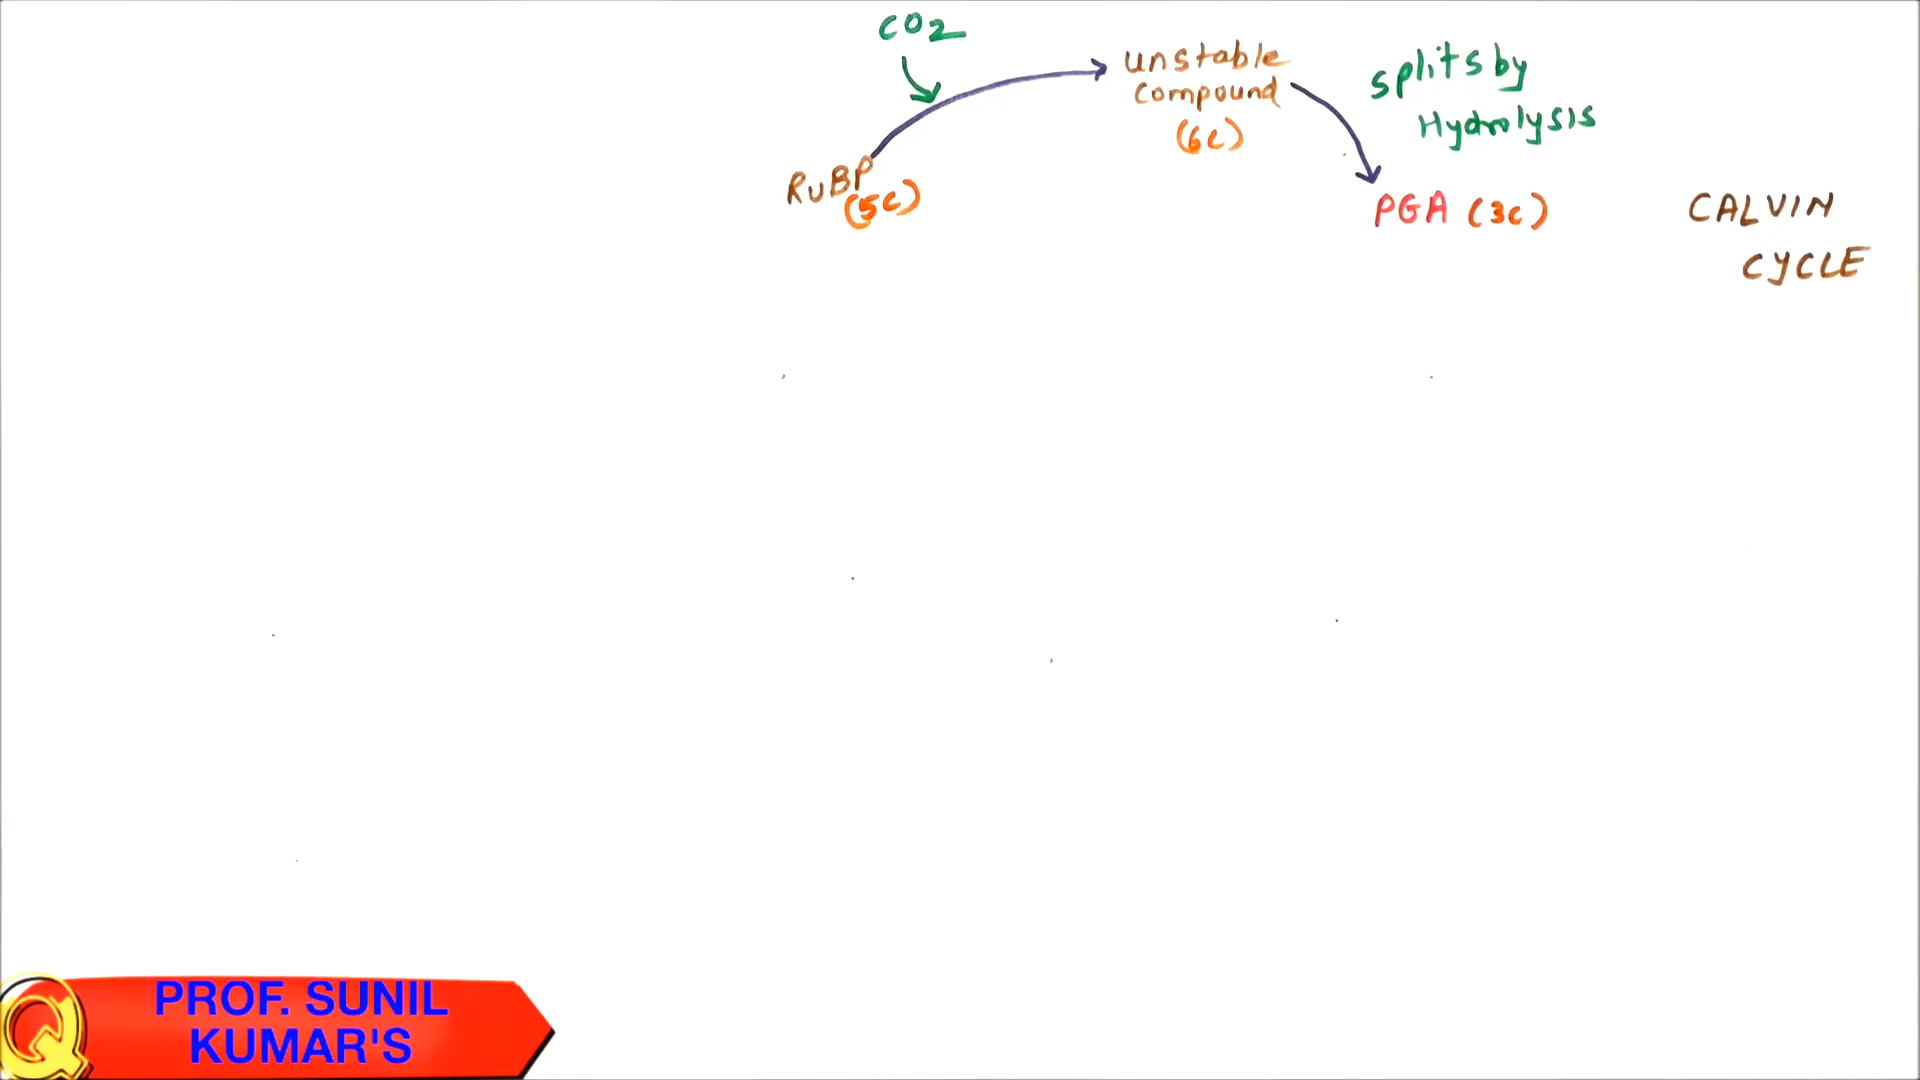 CO2
unstable
compound
(6C)
splits by
Hydrolysis
RuBP
(5C)
PGA (3C)
CALVIN
CYCLE
PROF. SUNIL
KUMAR'S